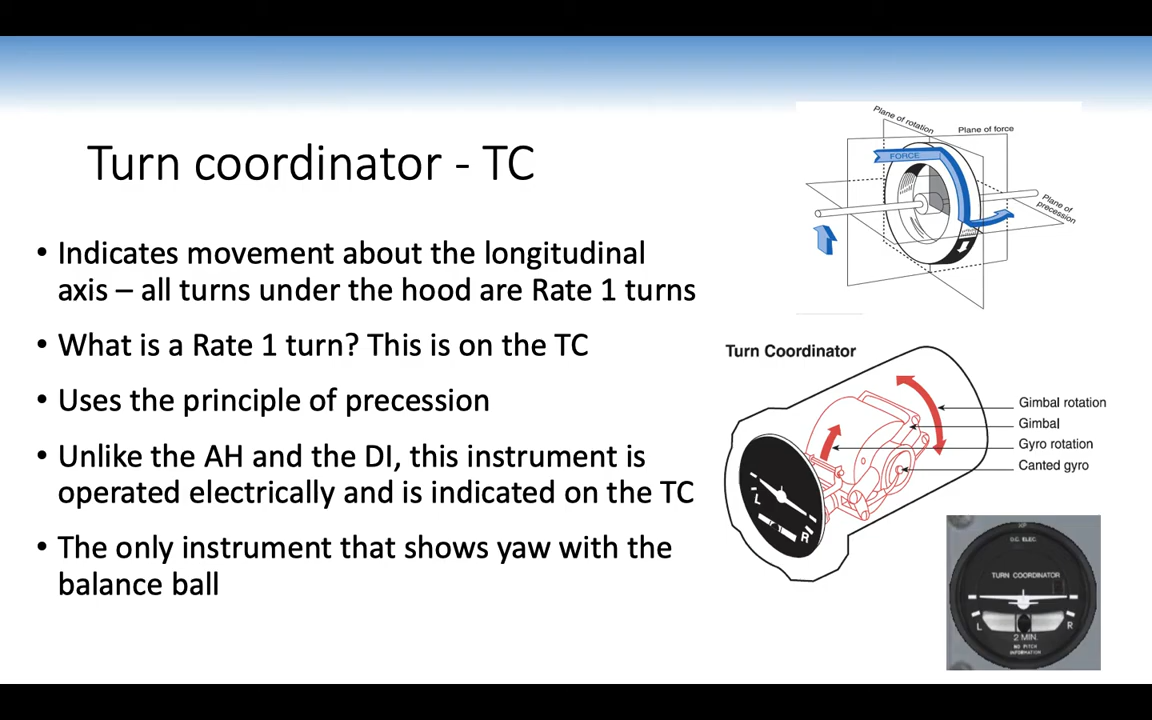 Turn coordinator - TC
• Indicates movement about the longitudinal
axis – all turns under the hood are Rate 1 turns
• What is a Rate 1 turn? This is on the TC
• Uses the principle of precession
• Unlike the AH and the DI, this instrument is
operated electrically and is indicated on the TC
• The only instrument that shows yaw with the
balance ball
Plane of rotation
Plane of force
FORCE
Plane of precession
Turn Coordinator
Gimbal rotation
Gimbal
Gyro rotation
Canted gyro
L
R
D.C. ELEC.
TURN COORDINATOR
L
R
2 MIN.
NO PITCH
INFORMATION